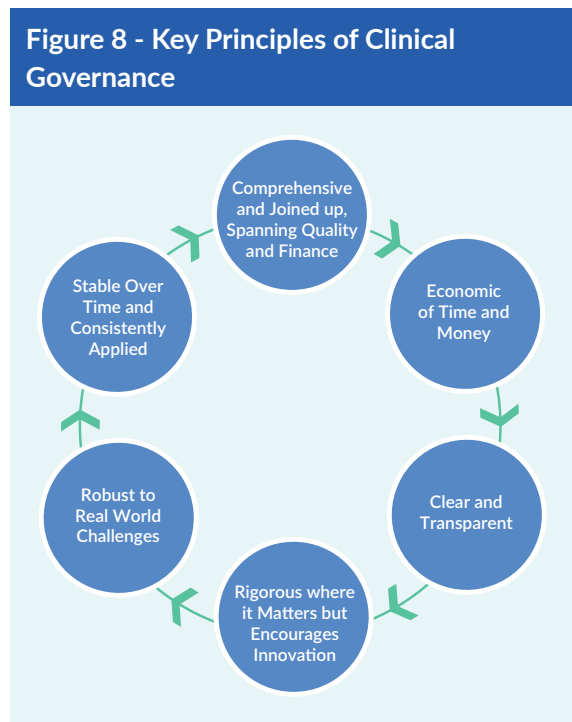 Figure 8 - Key Principles of Clinical
Governance
Comprehensive
and Joined up,
Spanning Quality
and Finance
Economic
of Time and
Money
Clear and
Transparent
Rigorous where
it Matters but
Encourages
Innovation
Robust to
Real World
Challenges
Stable Over
Time and
Consistently
Applied